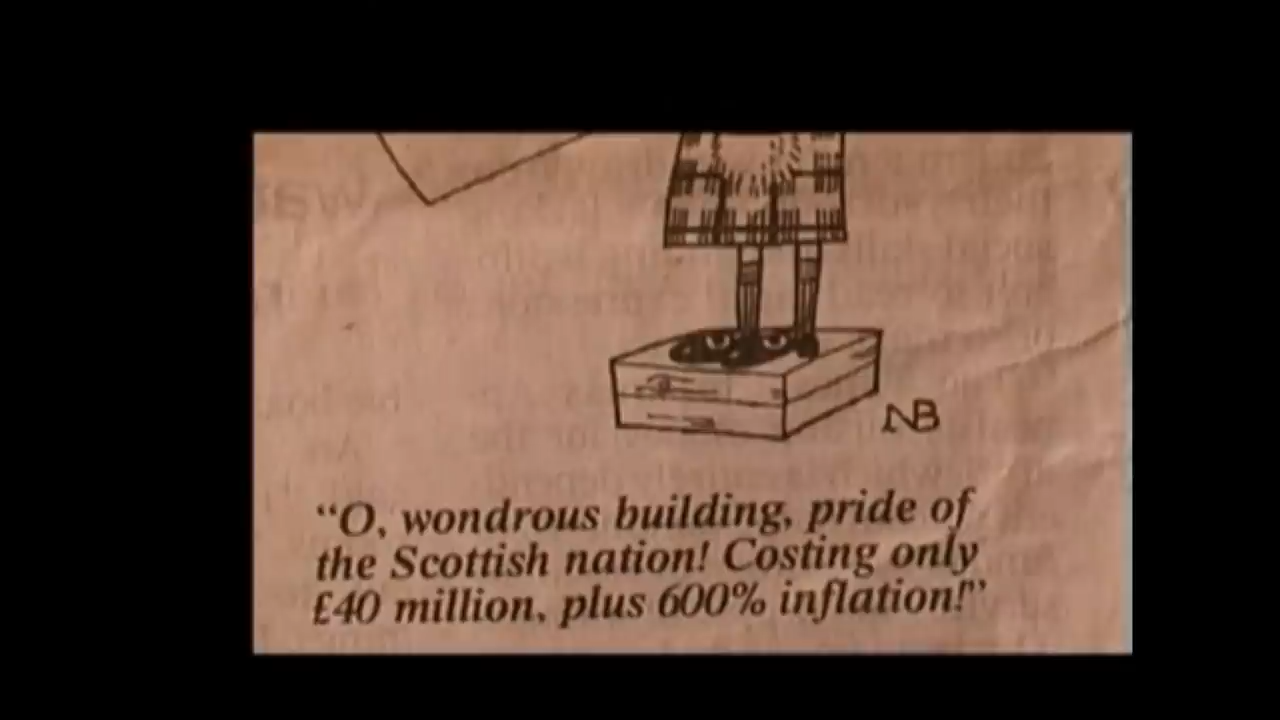 NB
“O, wondrous building, pride of
the Scottish nation! Costing only
£40 million, plus 600% inflation!”